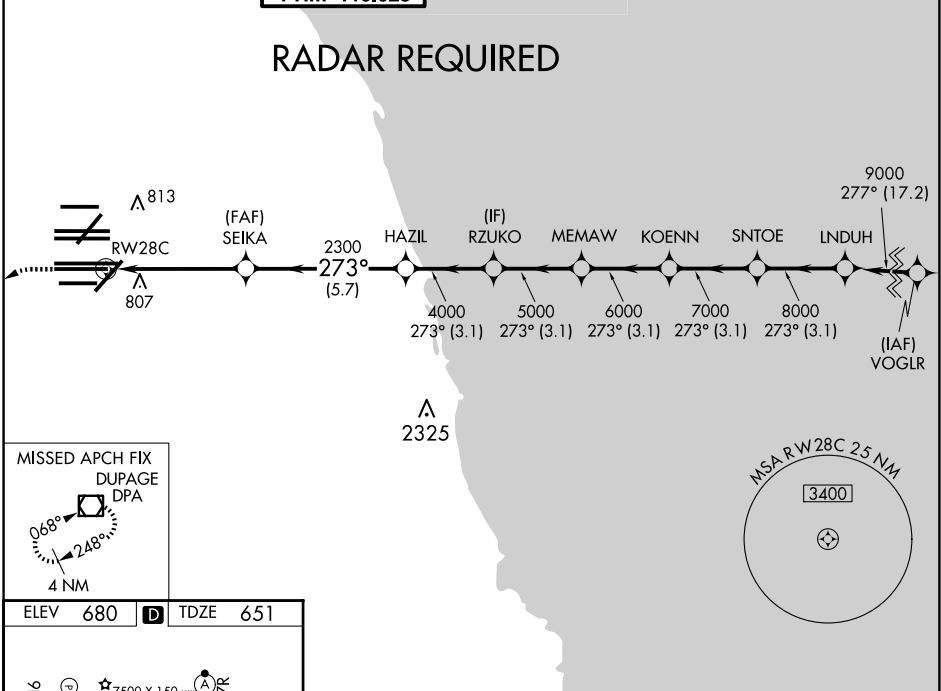 RADAR REQUIRED
813
807
RW28C
(FAF)
SEIKA
2300
273°
(5.7)
HAZIL
4000
273° (3.1)
(IF)
RZUKO
5000
273° (3.1)
MEMAW
6000
273° (3.1)
KOENN
7000
273° (3.1)
SNTOE
8000
273° (3.1)
LNDUH
9000
277° (17.2)
(IAF)
VOGLR
2325
MISSED APCH FIX
DUPAGE
DPA
068°
248°
4 NM
MSA RW28C 25 NM
3400
ELEV 680 D TDZE 651
7500 X 150
A